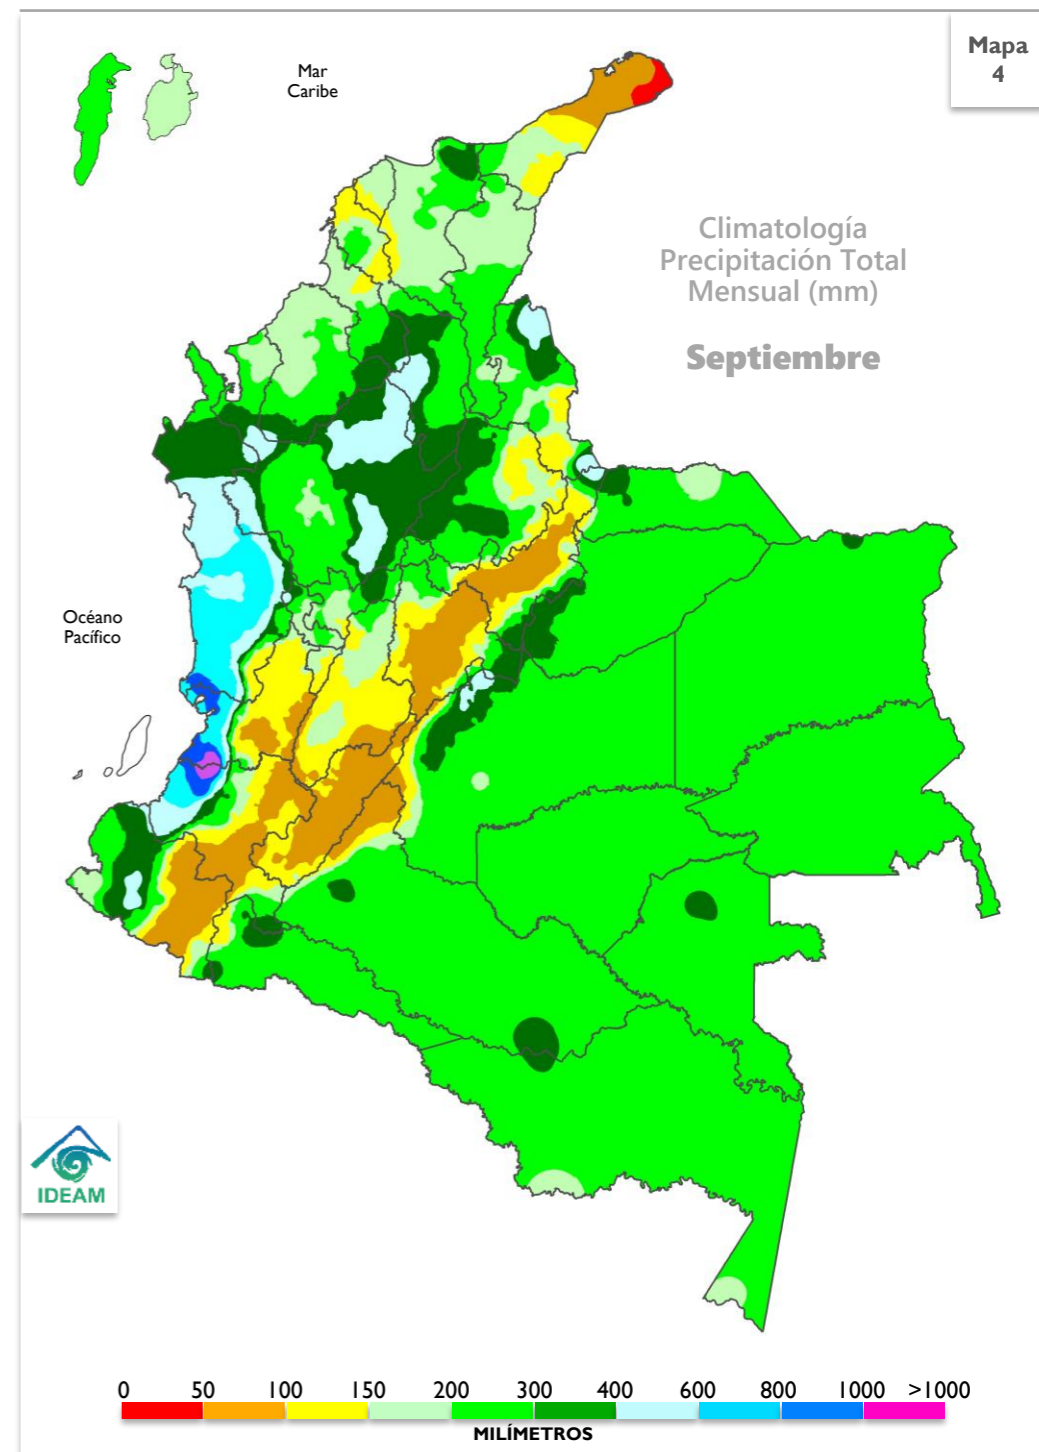 Mapa
4
Mar
Caribe
Climatología
Precipitación Total
Mensual (mm)
Septiembre
Océano
Pacífico
IDEAM
0 50 100 150 200 300 400 600 800 1000 >1000
MILÍMETROS